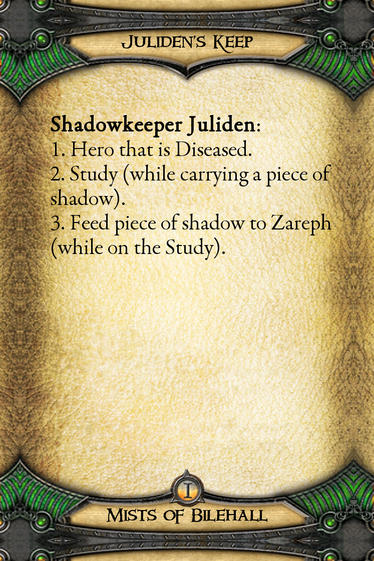 Juliden's Keep
Shadowkeeper Juliden:
1. Hero that is Diseased.
2. Study (while carrying a piece of
shadow).
3. Feed piece of shadow to Zareph
(while on the Study).
I
Mists of Bilehall